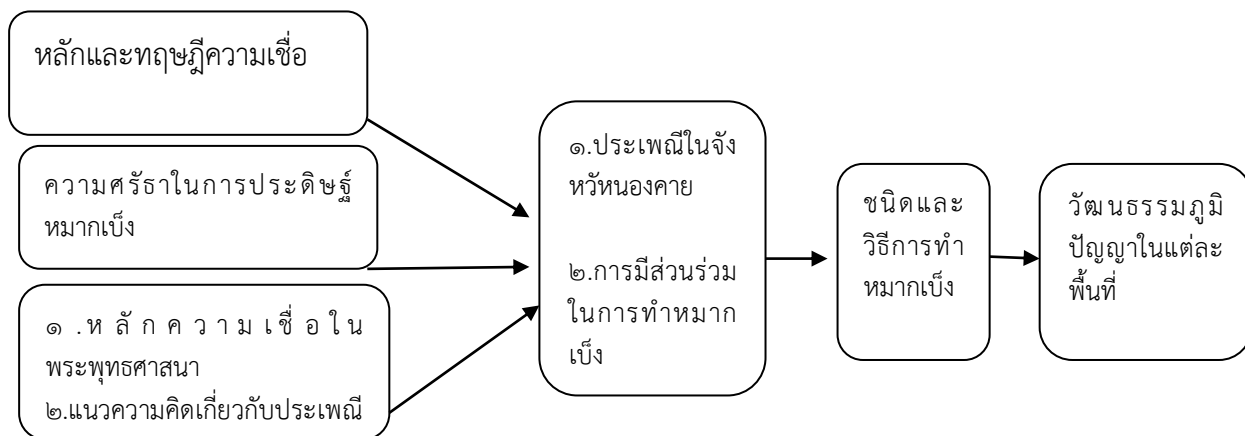 หลักและทฤษฎีความเชื่อ
ความศรัธาในการประดิษฐ์
หมากเบ็ง
๑.หลักความเชื่อใน
พระพุทธศาสนา
๒.แนวความคิดเกี่ยวกับประเพณี
๑.ประเพณีในจัง
หวัหนองคาย
๒.การมีส่วนร่วม
ในการทำหมาก
เบ็ง
ชนิดและ
วิธีการทำ
หมากเบ็ง
วัฒนธรรมภูมิ
ปัญญาในแต่ละ
พื้นที่